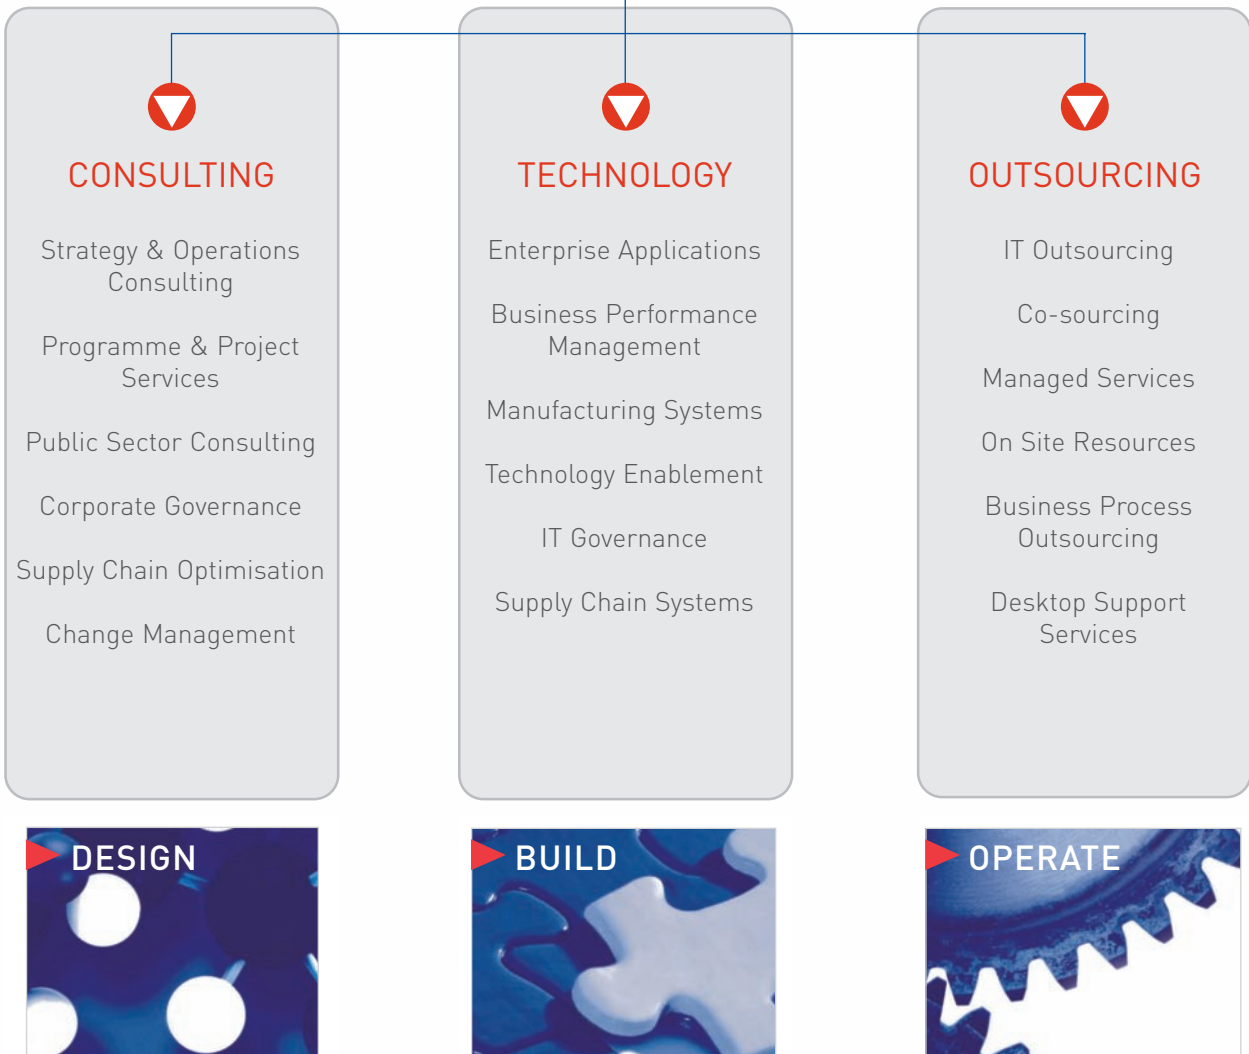 CONSULTING
Strategy & Operations
Consulting
Programme & Project
Services
Public Sector Consulting
Corporate Governance
Supply Chain Optimisation
Change Management
TECHNOLOGY
Enterprise Applications
Business Performance
Management
Manufacturing Systems
Technology Enablement
IT Governance
Supply Chain Systems
OUTSOURCING
IT Outsourcing
Co-sourcing
Managed Services
On Site Resources
Business Process
Outsourcing
Desktop Support
Services
DESIGN
BUILD
OPERATE